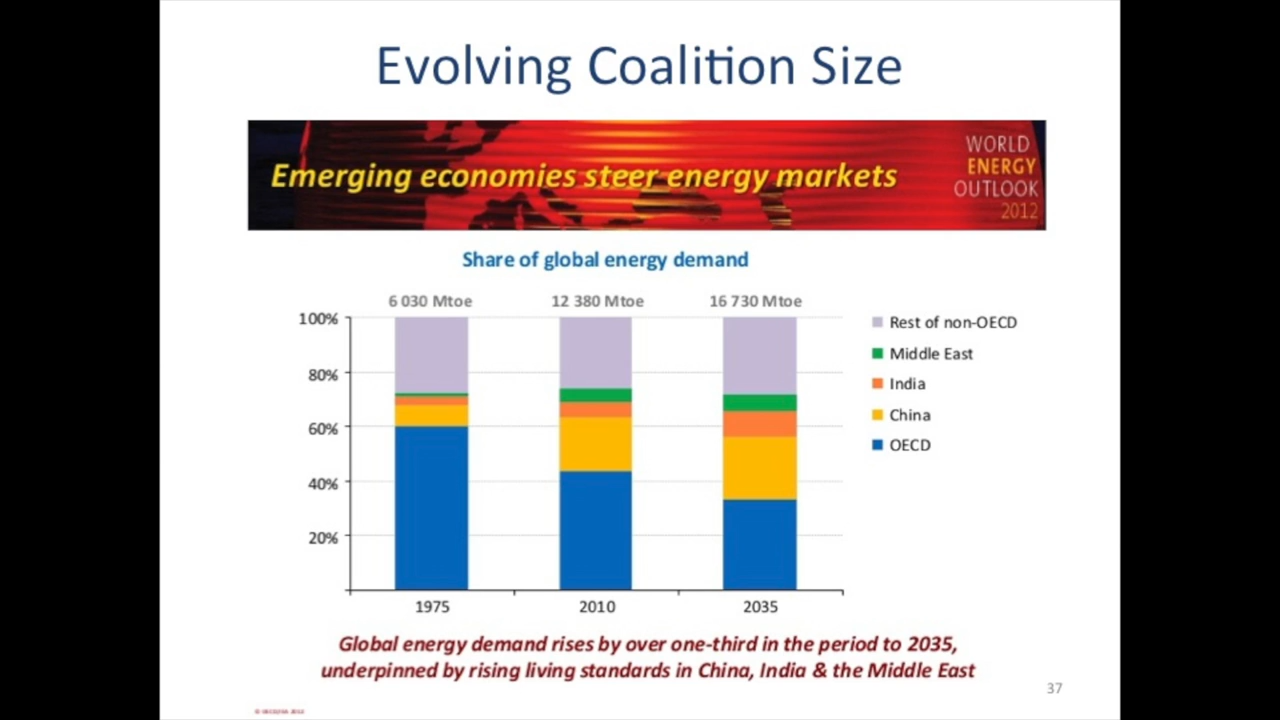 Evolving Coalition Size
Emerging economies steer energy markets
WORLD
ENERGY
OUTLOOK
2012
Share of global energy demand
6 030 Mtoe 12 380 Mtoe 16 730 Mtoe
100%
80%
60%
40%
20%
1975 2010 2035
Rest of non-OECD
Middle East
India
China
OECD
Global energy demand rises by over one-third in the period to 2035,
underpinned by rising living standards in China, India & the Middle East
37